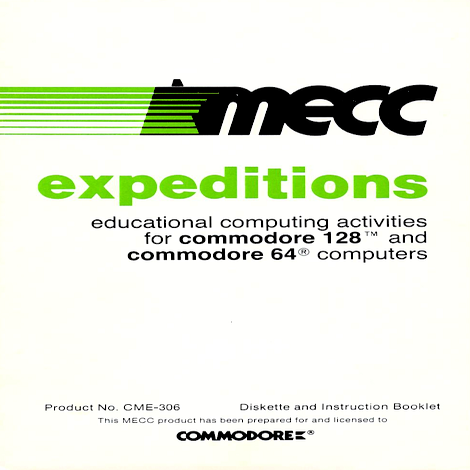 mecc
expeditions
educational computing activities
for commodore 128™ and
commodore 64® computers
Product No. CME-306 Diskette and Instruction Booklet
This MECC product has been prepared for and licensed to
COMMODORE®